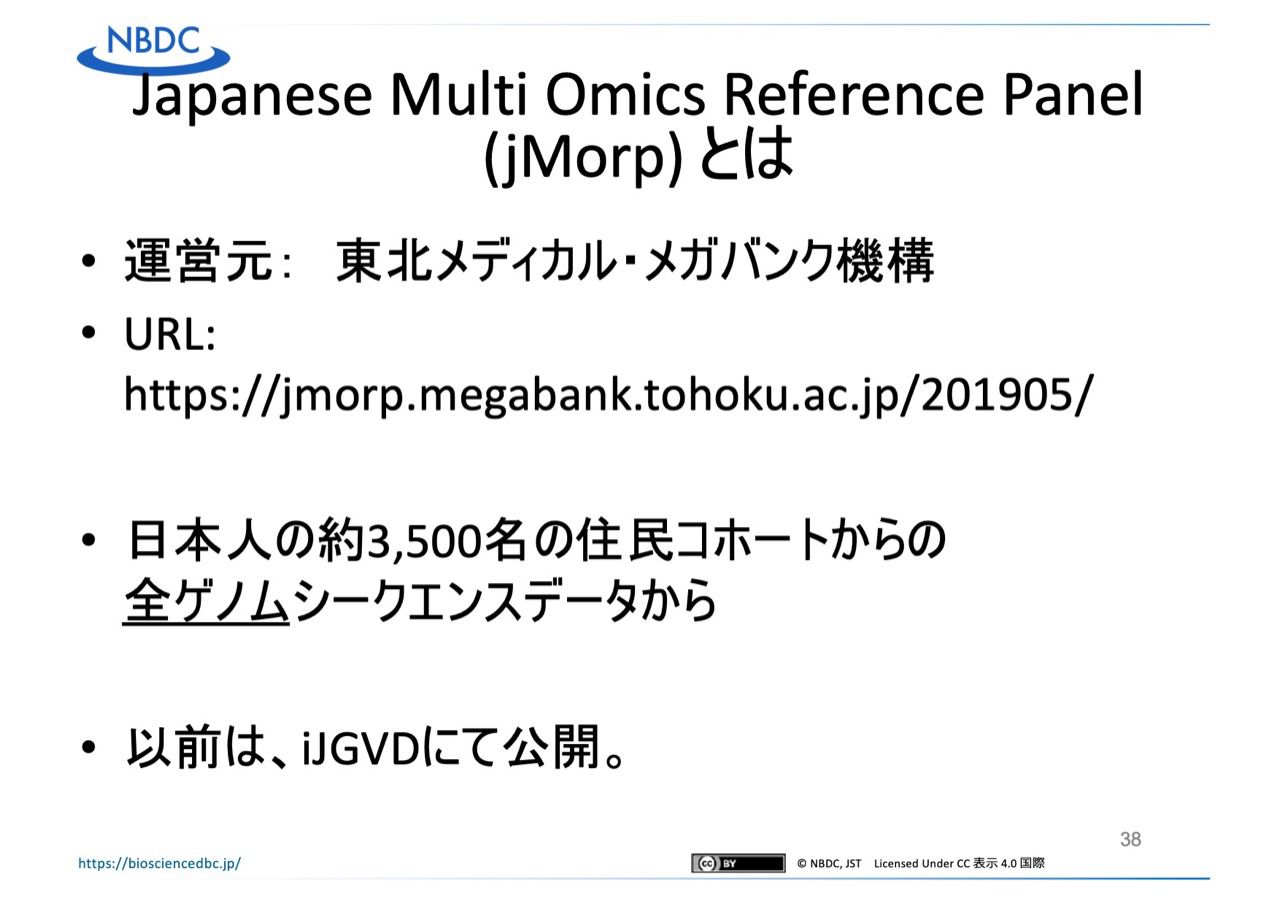 NBDC
Japanese Multi Omics Reference Panel
(jMorp) とは
• 運営元： 東北メディカル・メガバンク機構
• URL:
https://jmorp.megabank.tohoku.ac.jp/201905/
• 日本人の約3,500名の住民コホートからの
全ゲノムシークエンスデータから
• 以前は、iJGVDにて公開。
38
https://biosciencedbc.jp/
cc BY
© NBDC, JST Licensed Under CC 表示 4.0 国際